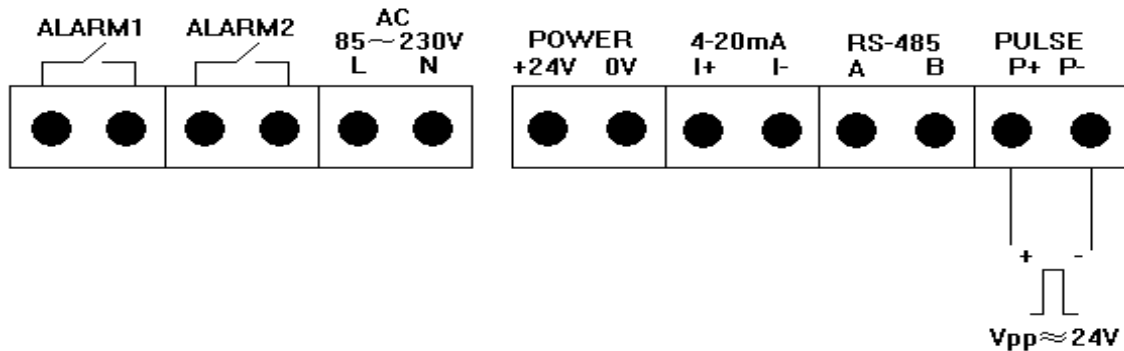 ALARM1 ALARM2 AC
85～230V
L N
POWER 4-20mA RS-485 PULSE
+24V 0V I+ I- A B P+ P-
+ -
Vpp≈24V